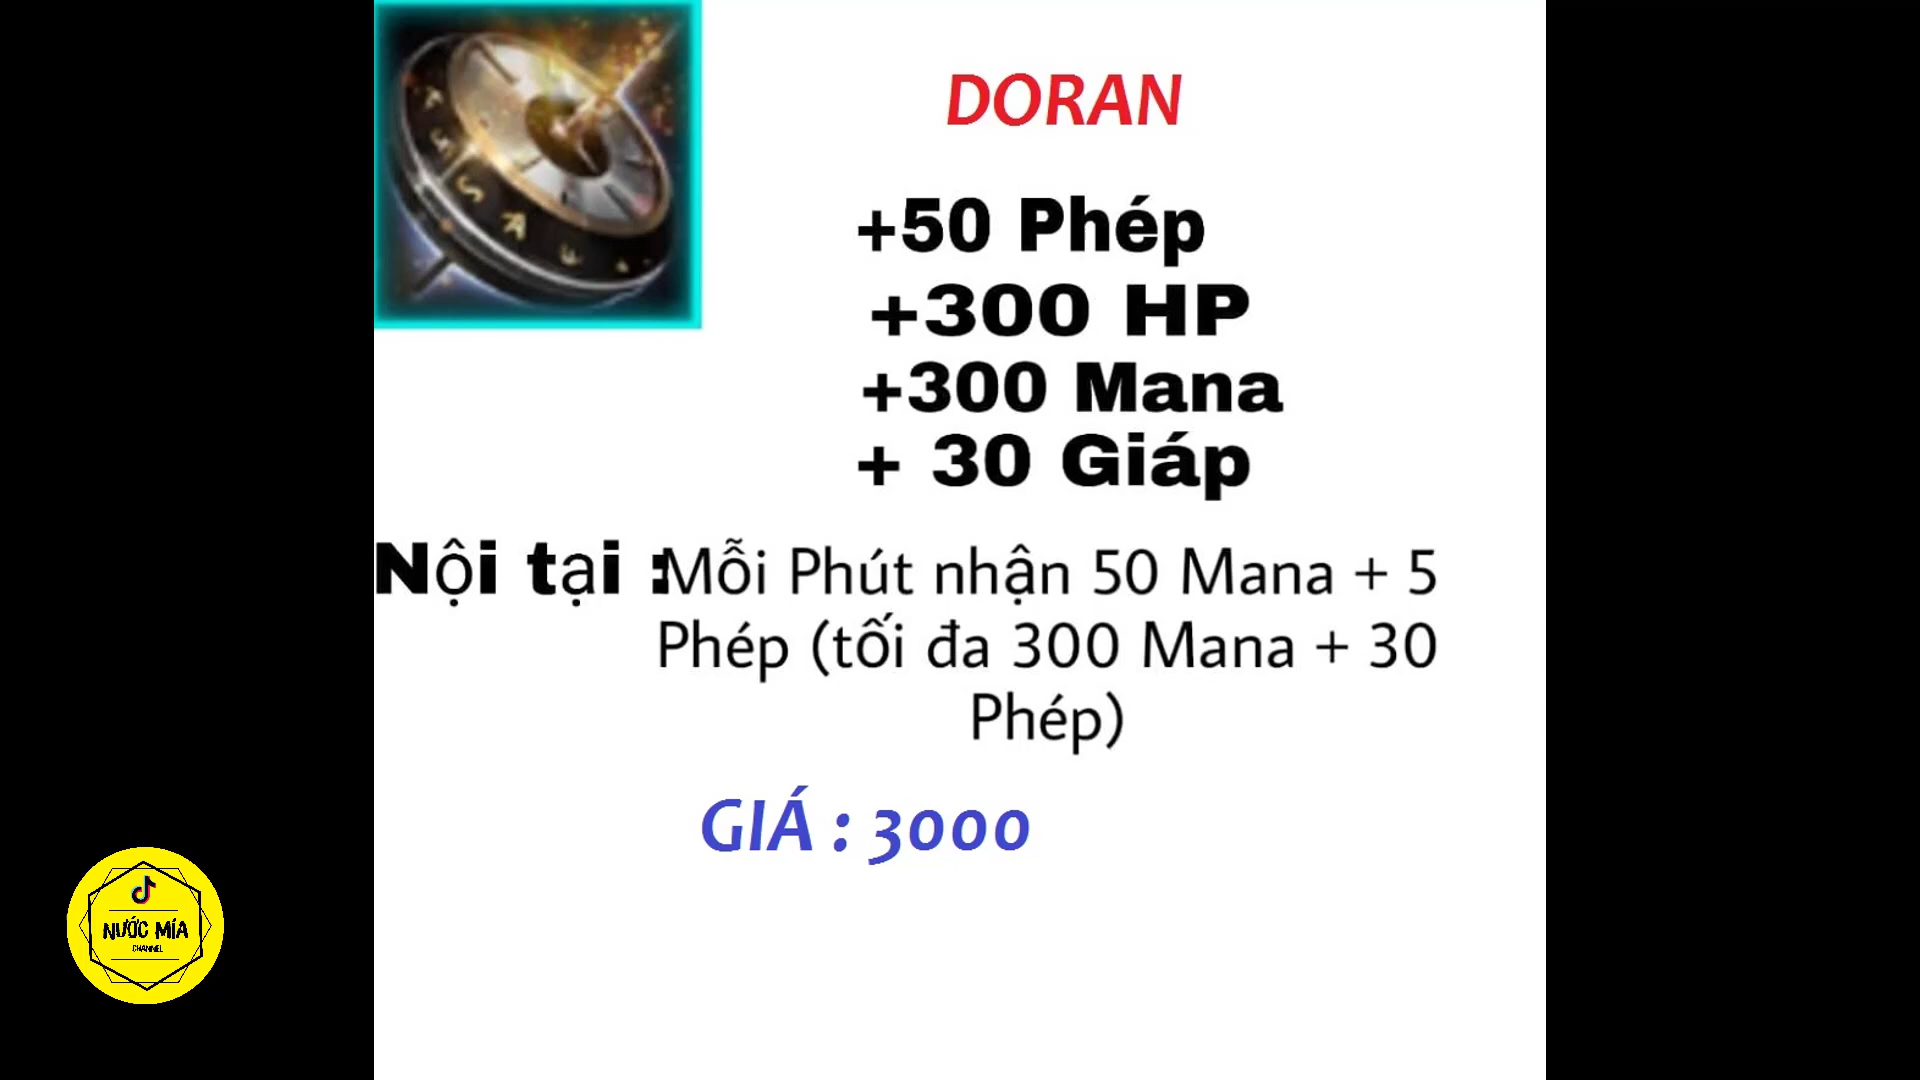 DORAN
+50 Phép
+300 HP
+300 Mana
+ 30 Giáp
Nội tại :Mỗi Phút nhận 50 Mana + 5
Phép (tối đa 300 Mana + 30
Phép)
GIÁ : 3000
NƯỚC MÍA
CHANNEL